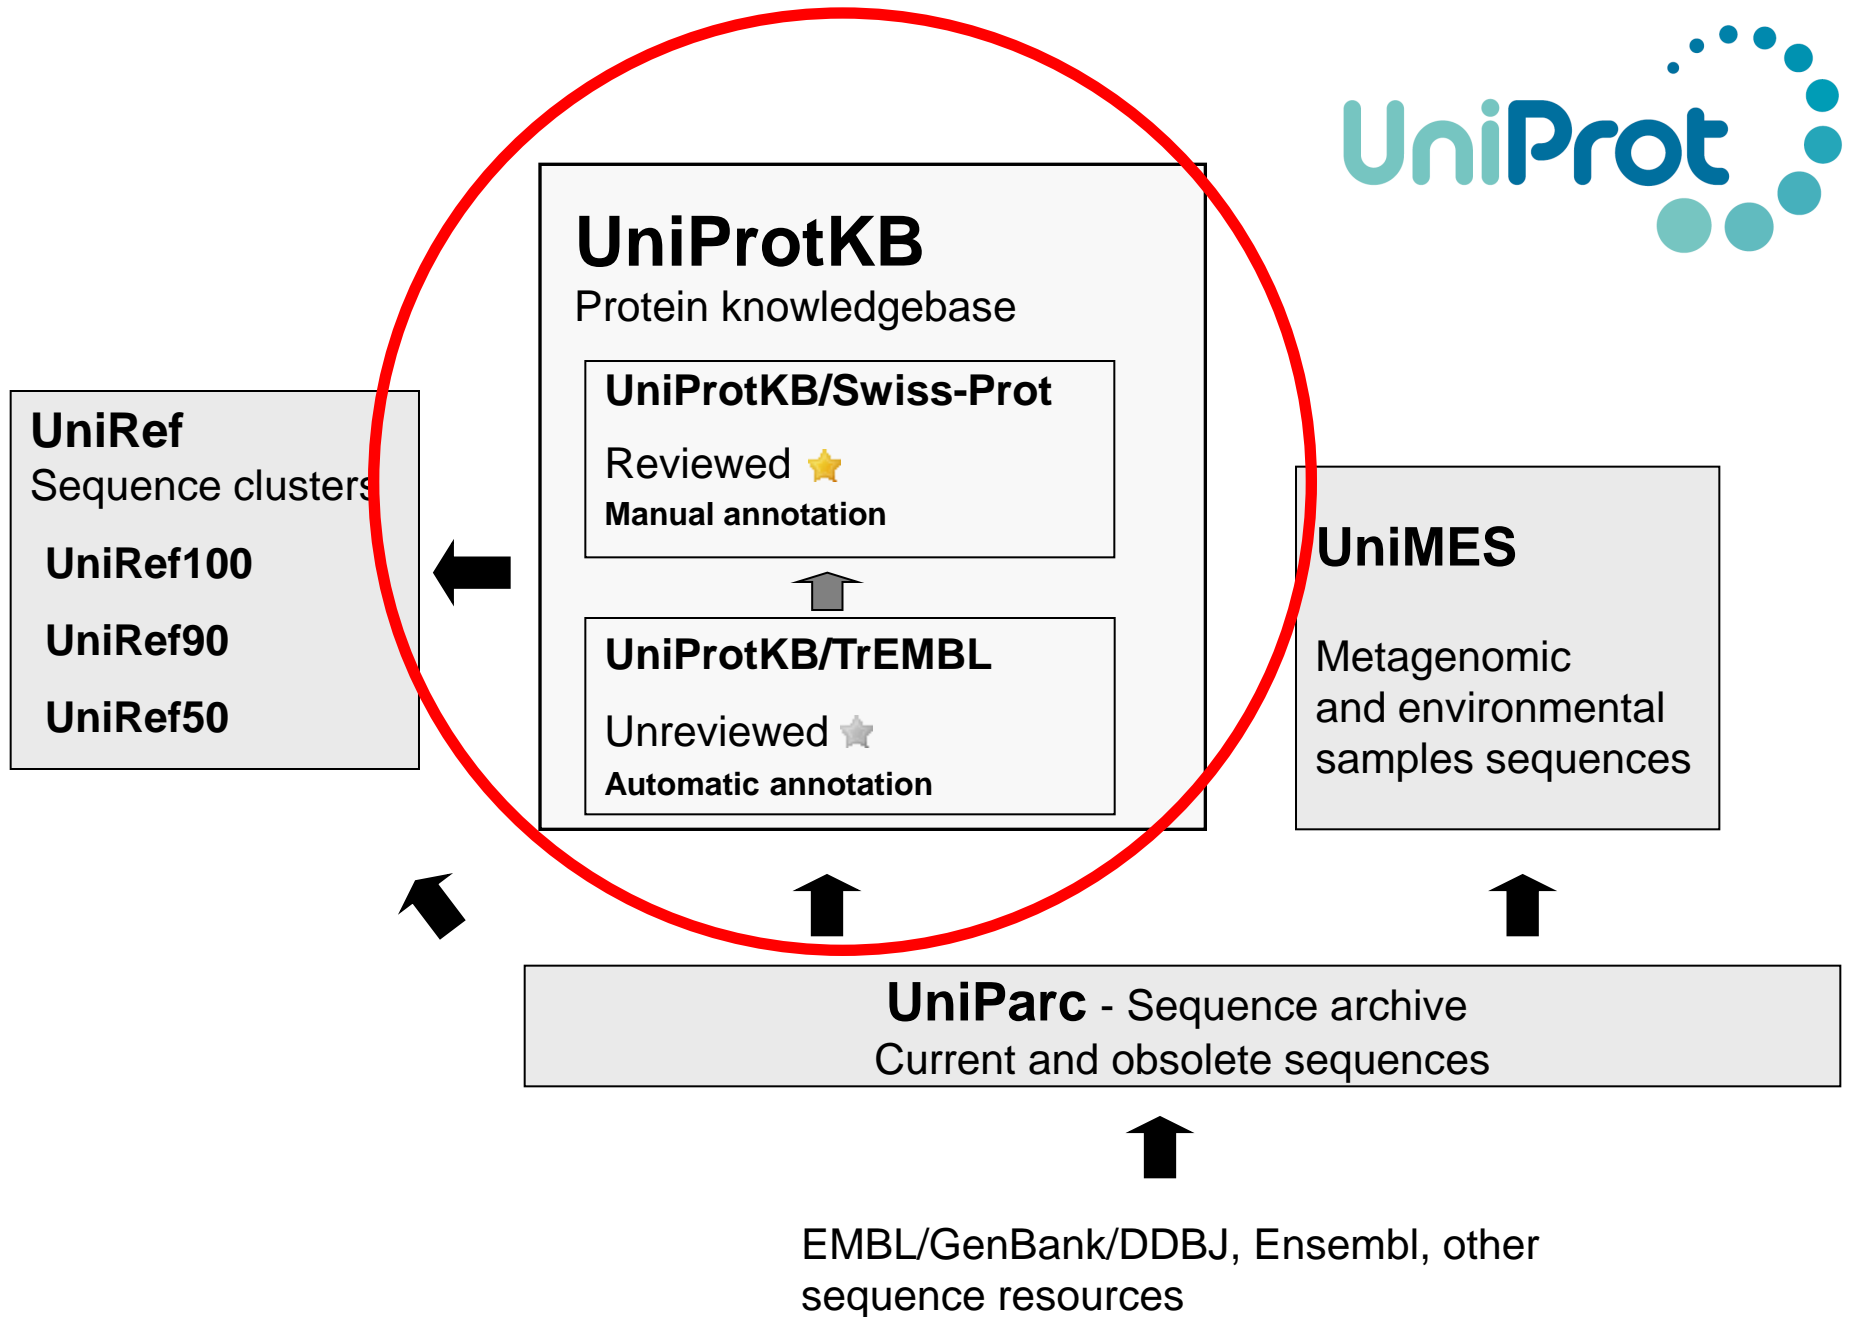 UniProt
UniProtKB
Protein knowledgebase
UniProtKB/Swiss-Prot
Reviewed
Manual annotation
UniProtKB/TrEMBL
Unreviewed
Automatic annotation
UniRef
Sequence clusters
UniRef100
UniRef90
UniRef50
UniMES
Metagenomic
and environmental
samples sequences
UniParc - Sequence archive
Current and obsolete sequences
EMBL/GenBank/DDBJ, Ensembl, other
sequence resources